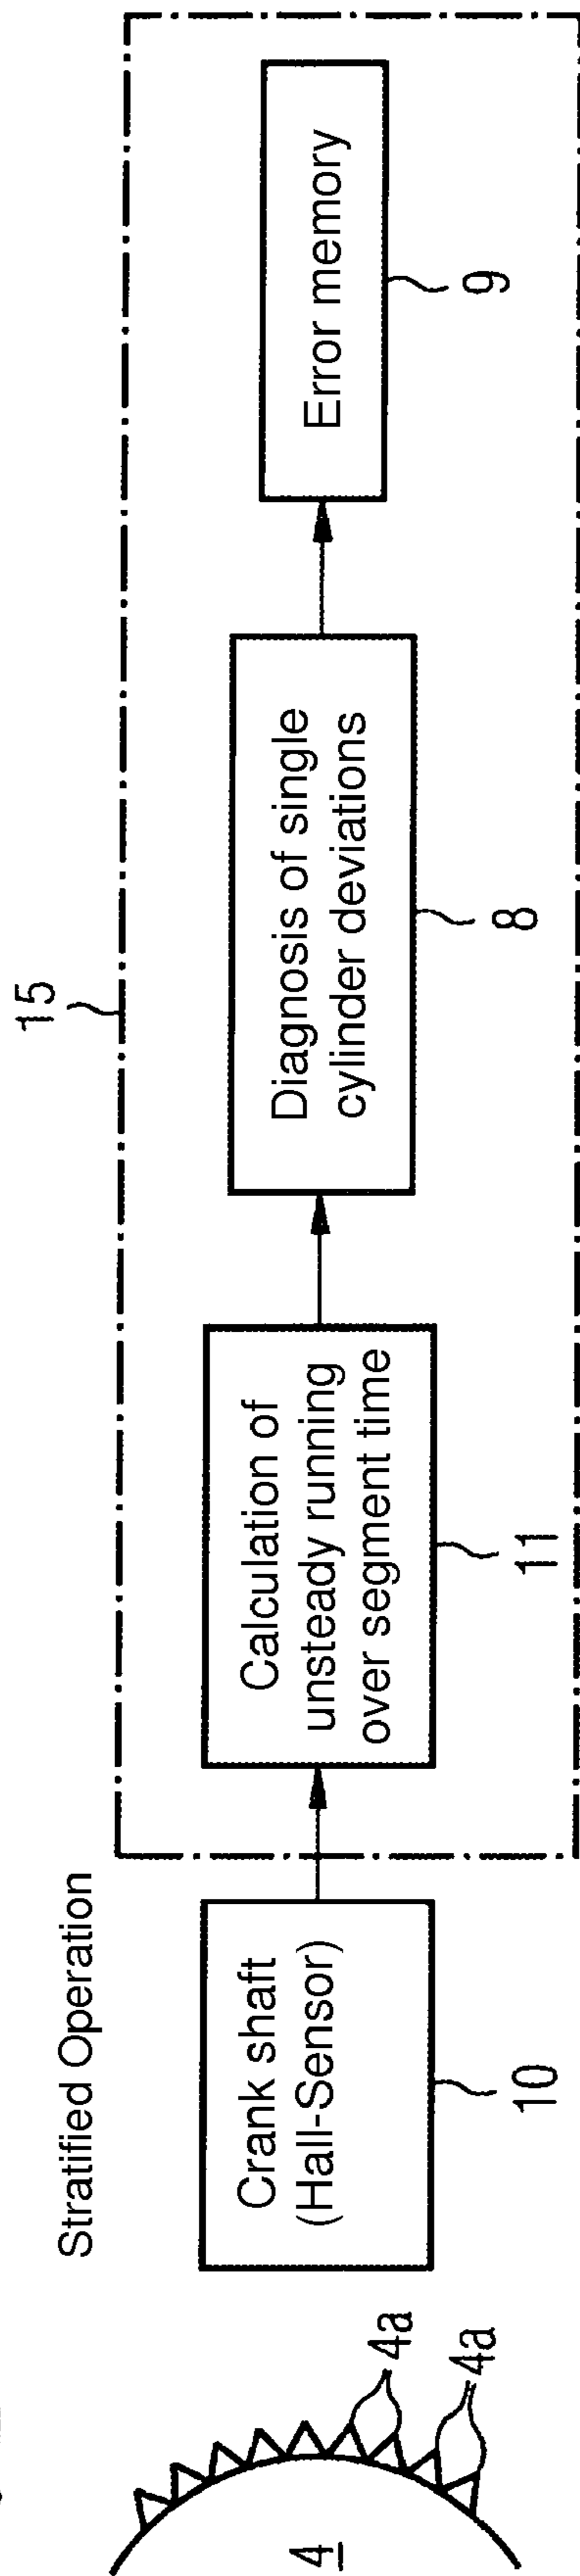 Stratified Operation
15
4
4a
4a
Crank shaft
(Hall-Sensor)
10
Calculation of
unsteady running
over segment time
11
Diagnosis of single
cylinder deviations
8
Error memory
9